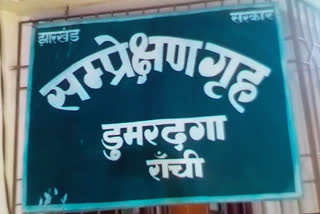 झारखंड सरकार
सम्प्रेक्षण गृह
डुमरदगा
राँची